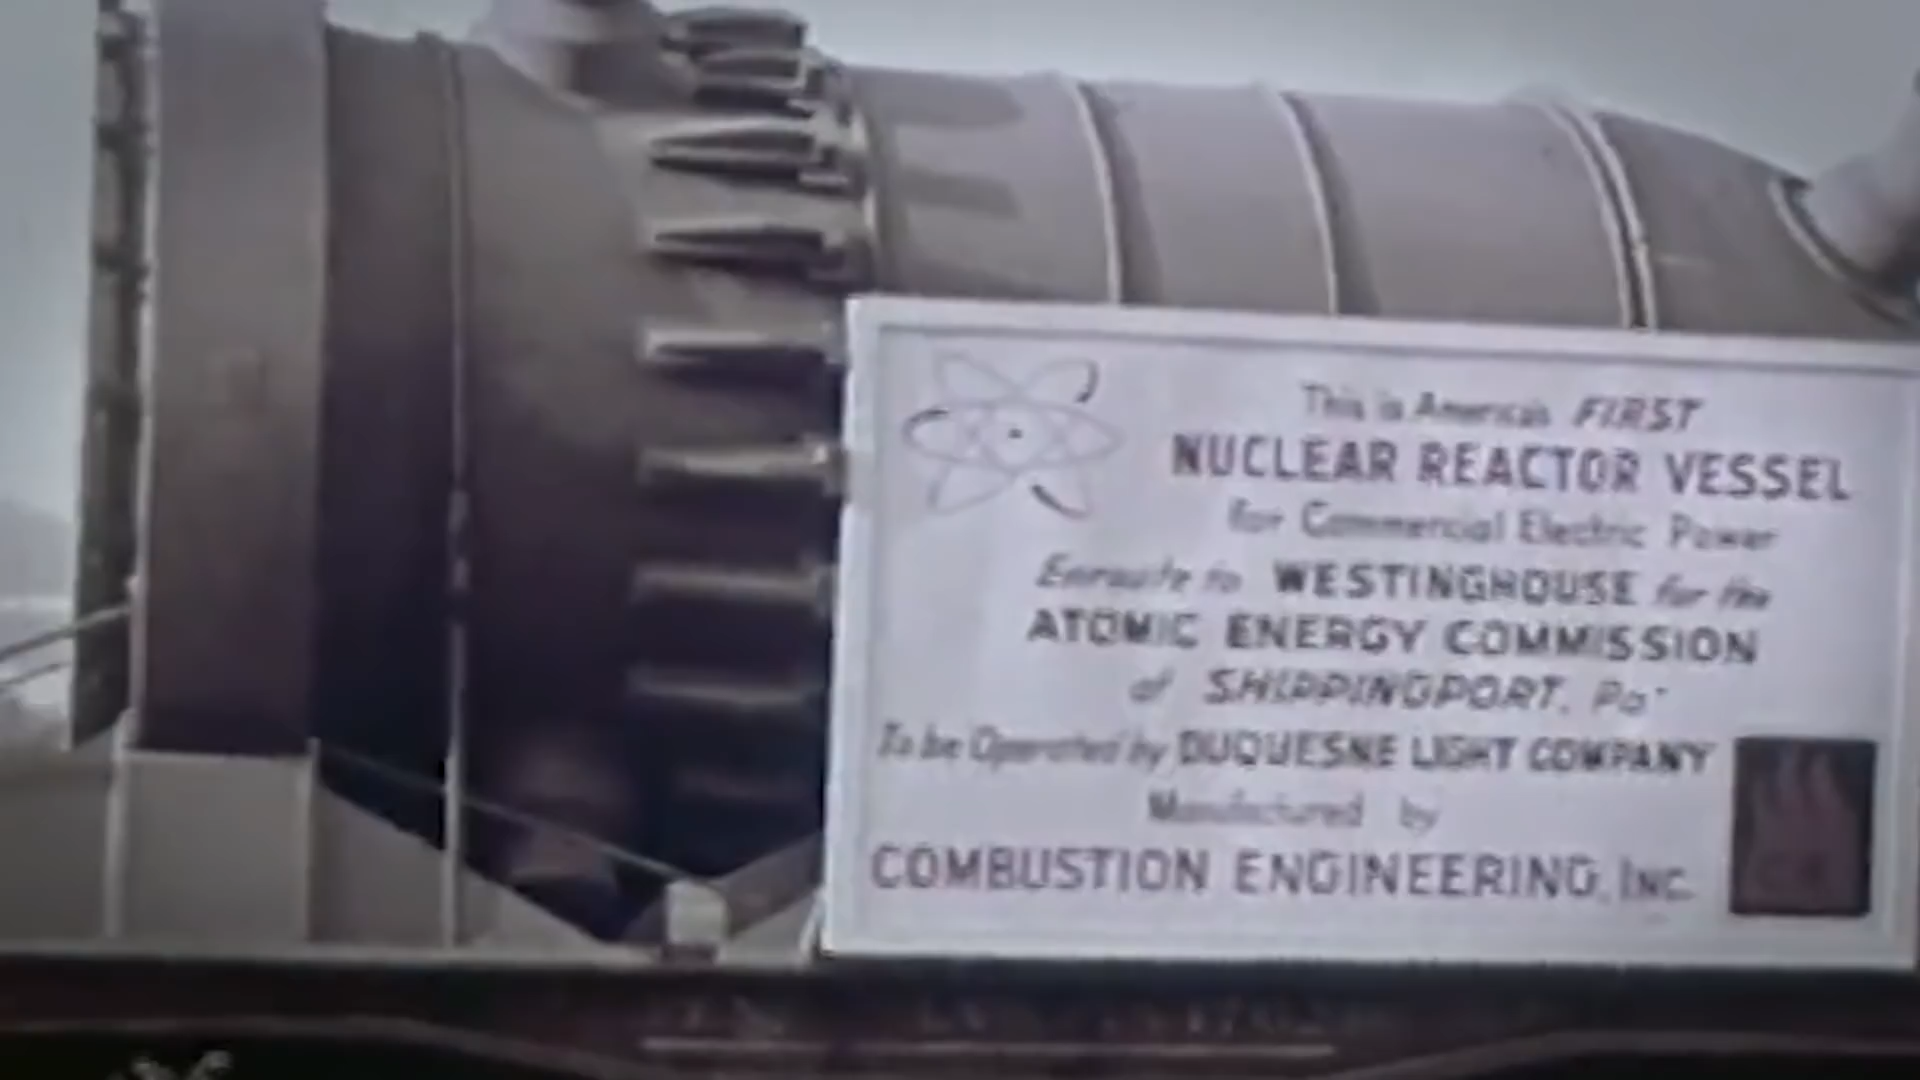 This is America's FIRST
NUCLEAR REACTOR VESSEL
for Commercial Electric Power
Enroute to WESTINGHOUSE for the
ATOMIC ENERGY COMMISSION
of SHIPPINGPORT, Pa.
To be Operated by DUQUESNE LIGHT COMPANY
Manufactured by
COMBUSTION ENGINEERING, INC.